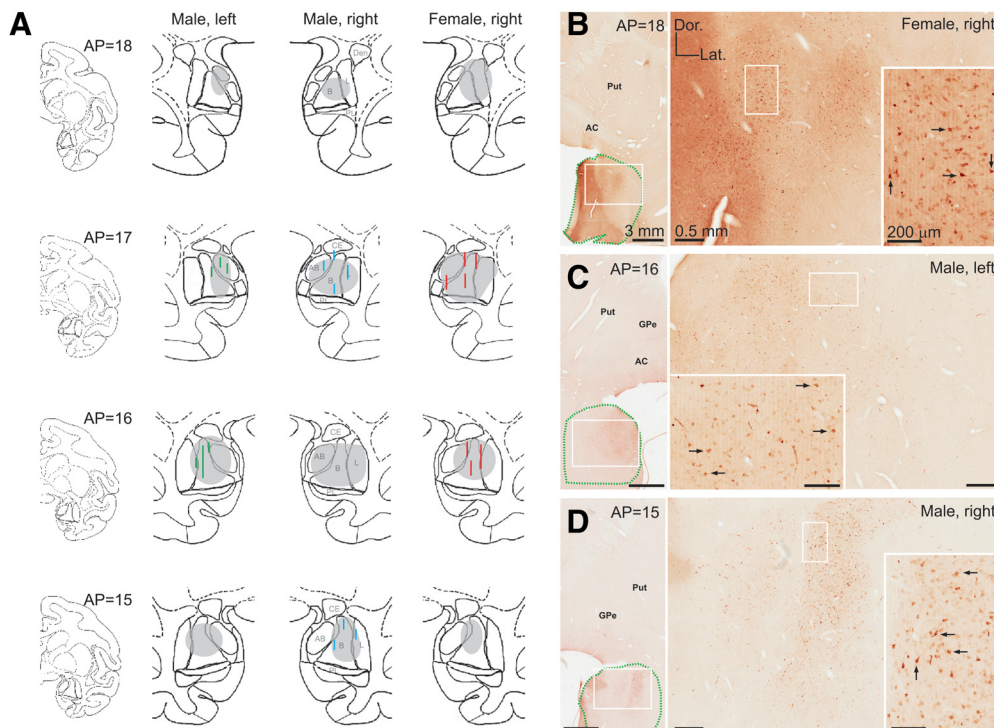 A
Male, left
Male, right
Female, right
AP=18
Den
B
AP=17
CE
AB
B
PL
AP=16
CE
AB
B
L
PL
AP=15
CE
AB
B
L
B
AP=18
Put
AC
3 mm
Dor.
Lat.
Female, right
0.5 mm
200 µm
C
AP=16
Put
GPe
AC
Male, left
D
AP=15
Put
GPe
Male, right